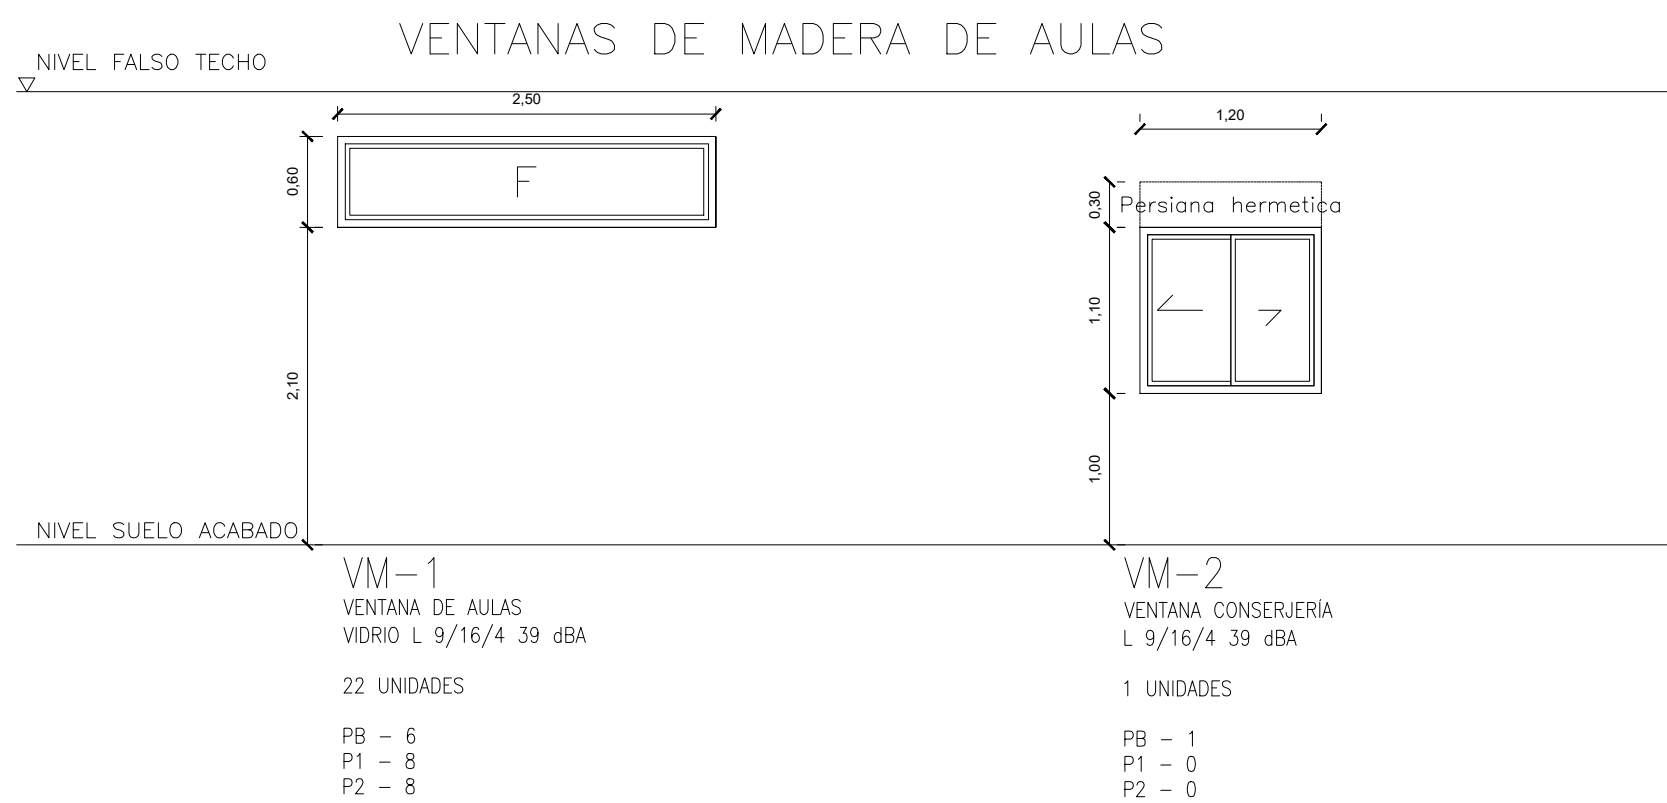 VENTANAS DE MADERA DE AULAS
NIVEL FALSO TECHO
2,50
1,20
0,60
F
0,30
Persiana hermetica
2,10
1,10
1,00
NIVEL SUELO ACABADO
VM-1
VENTANA DE AULAS
VIDRIO L 9/16/4 39 dBA
22 UNIDADES
PB - 6
P1 - 8
P2 - 8
VM-2
VENTANA CONSERJERÍA
L 9/16/4 39 dBA
1 UNIDADES
PB - 1
P1 - 0
P2 - 0